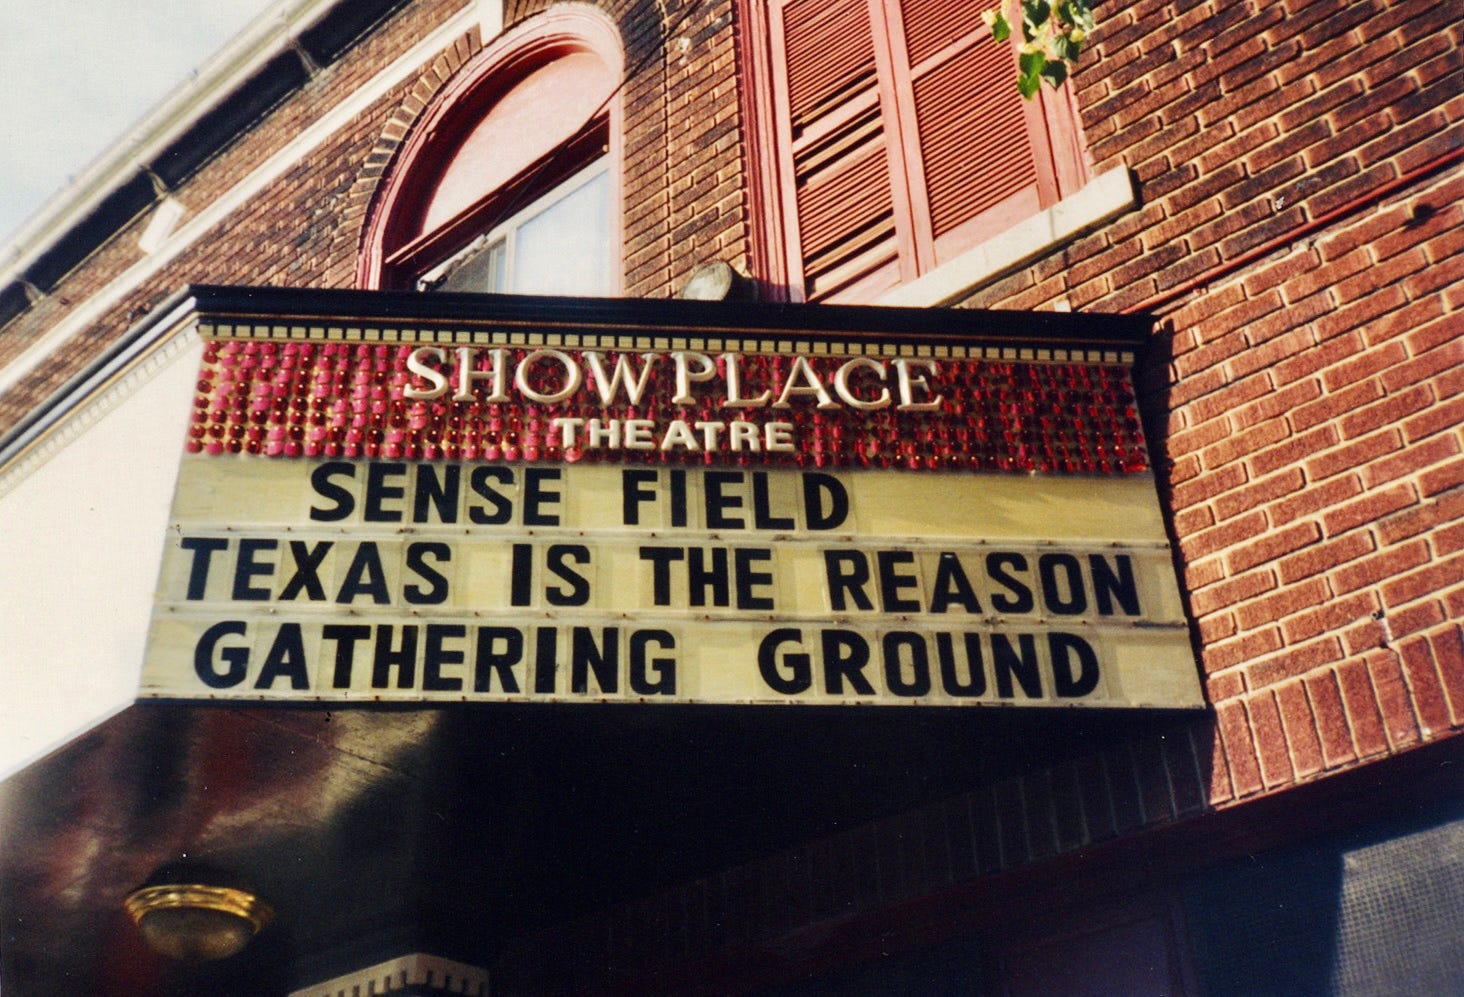 SHOWPLACE
THEATRE
SENSE FIELD
TEXAS IS THE REASON
GATHERING GROUND